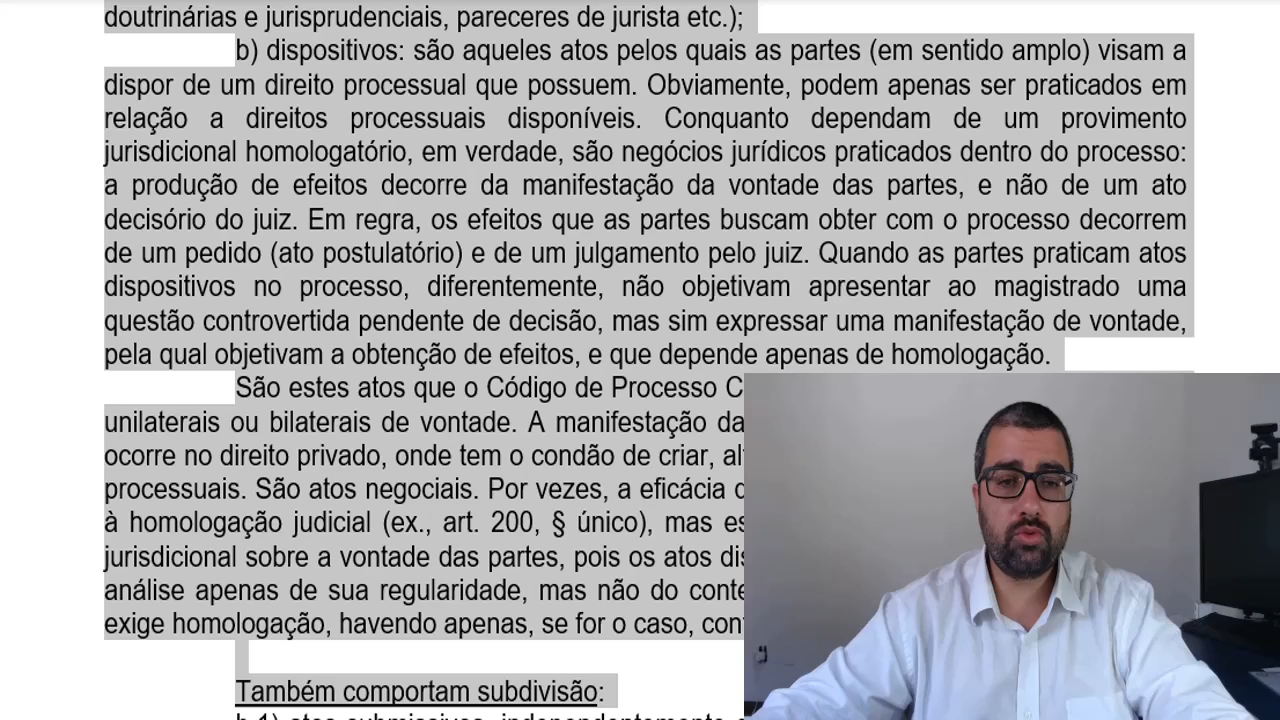 doutrinárias e jurisprudenciais, pareceres de jurista etc.);
b) dispositivos: são aqueles atos pelos quais as partes (em sentido amplo) visam a
dispor de um direito processual que possuem. Obviamente, podem apenas ser praticados em
relação a direitos processuais disponíveis. Conquanto dependam de um provimento
jurisdicional homologatório, em verdade, são negócios jurídicos praticados dentro do processo:
a produção de efeitos decorre da manifestação da vontade das partes, e não de um ato
decisório do juiz. Em regra, os efeitos que as partes buscam obter com o processo decorrem
de um pedido (ato postulatório) e de um julgamento pelo juiz. Quando as partes praticam atos
dispositivos no processo, diferentemente, não objetivam apresentar ao magistrado uma
questão controvertida pendente de decisão, mas sim expressar uma manifestação de vontade,
pela qual objetivam a obtenção de efeitos, e que depende apenas de homologação.
São estes atos que o Código de Processo
unilaterais ou bilaterais de vontade. A manifestação da
ocorre no direito privado, onde tem o condão de criar,
processuais. São atos negociais. Por vezes, a eficácia
à homologação judicial (ex., art. 200, § único), mas
jurisdicional sobre a vontade das partes, pois os atos
análise apenas de sua regularidade, mas não do
exige homologação, havendo apenas, se for o caso,
Também comportam subdivisão:
b.1) atos submissivos, independentemente